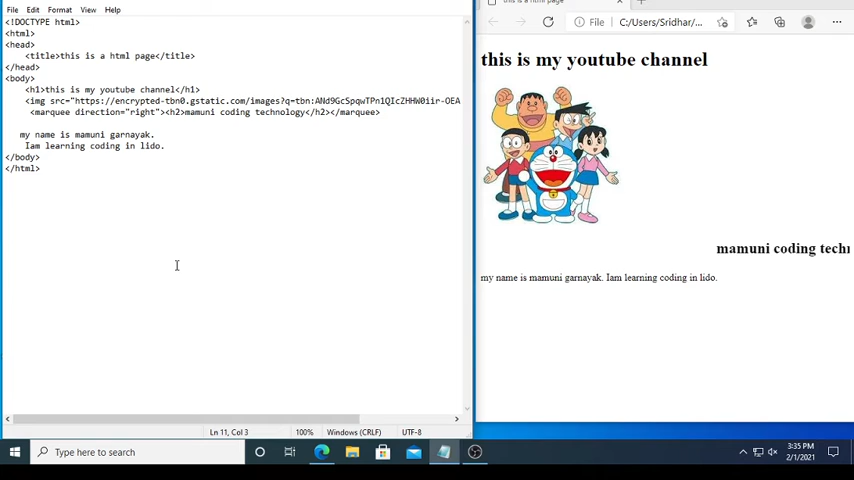 File Edit Format View Help
<!DOCTYPE html>
<html>
<head>
<title>this is a html page</title>
</head>
<body>
<h1>this is my youtube channel</h1>
<img src="https://encrypted-tbn0.gstatic.com/images?q=tbn:ANd9GcSpqwTPn1QIcZHHW0iir-OEA
<marquee direction="right"><h2>mamuni coding technology</h2></marquee>
my name is mamuni garnayak.
Iam learning coding in lido.
</body>
</html>
Ln 11, Col 3 100% Windows (CRLF) UTF-8
this is a html page
File C:/Users/Sridhar/...
this is my youtube channel
mamuni coding techn
my name is mamuni garnayak. Iam learning coding in lido.
Type here to search
3:35 PM
2/1/2021